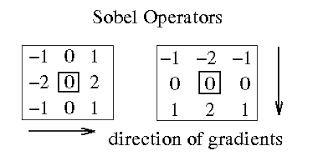 Sobel Operators
−1 0 1
−2 0 2
−1 0 1
−1 −2 −1
0 0 0
1 2 1
direction of gradients